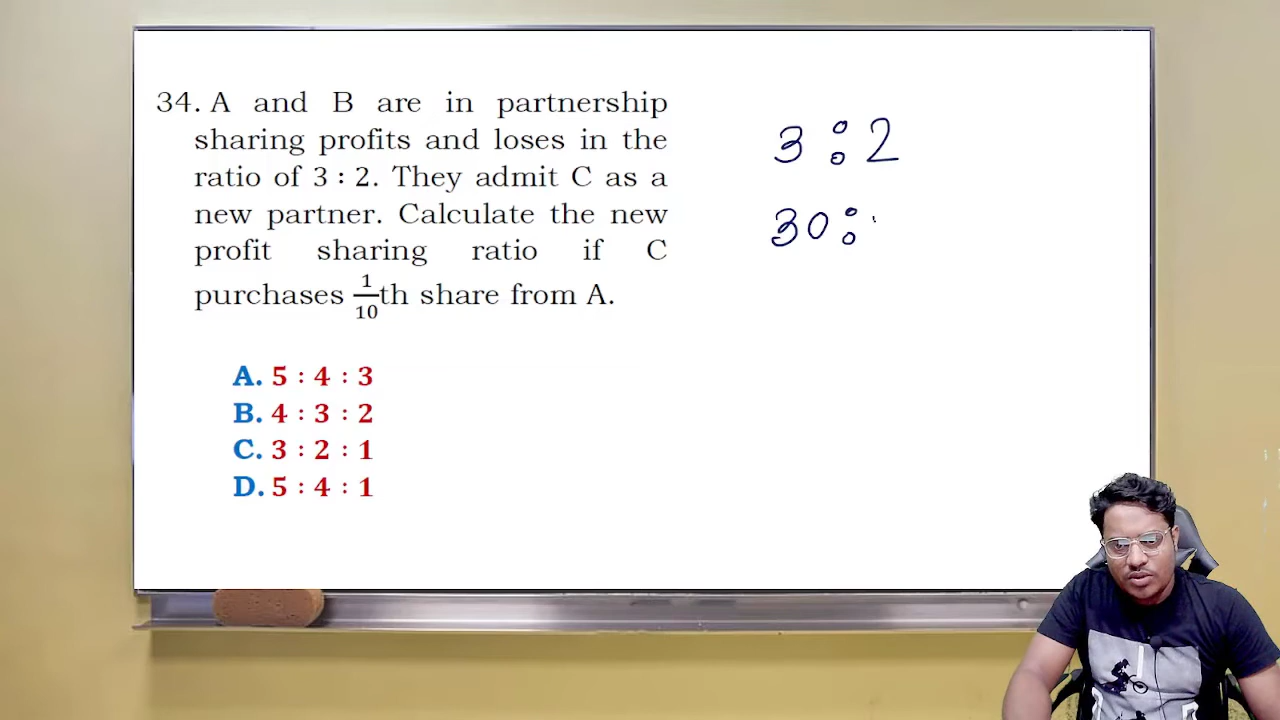 34. A and B are in partnership
sharing profits and loses in the
ratio of 3 : 2. They admit C as a
new partner. Calculate the new
profit sharing ratio if C
purchases 1/10th share from A.
A. 5 : 4 : 3
B. 4 : 3 : 2
C. 3 : 2 : 1
D. 5 : 4 : 1
3 : 2
30 :